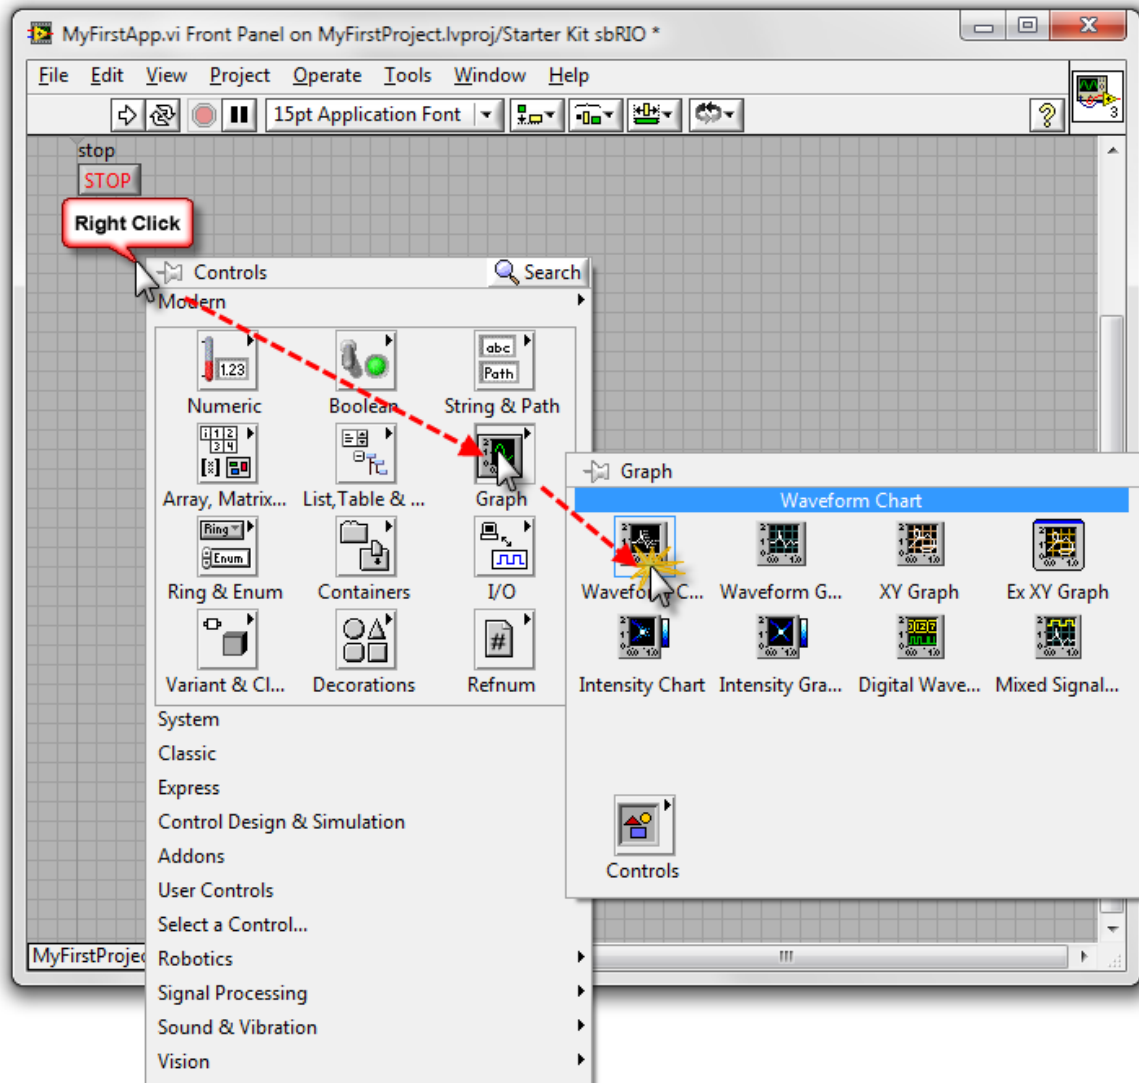 MyFirstApp.vi Front Panel on MyFirstProject.lvproj/Starter Kit sbRIO *
File Edit View Project Operate Tools Window Help
15pt Application Font
3
stop
STOP
Right Click
Controls Search
Modern
1.23 abc
Path
Numeric Boolean String & Path
Array, Matrix... List, Table & ... Graph
Ring
Enum
Ring & Enum Containers I/O
#
Variant & Cl... Decorations Refnum
System
Classic
Express
Control Design & Simulation
Addons
User Controls
Select a Control...
Robotics
Signal Processing
Sound & Vibration
Vision
Graph
Waveform Chart
Waveform C... Waveform G... XY Graph Ex XY Graph
Intensity Chart Intensity Gra... Digital Wave... Mixed Signal...
Controls
MyFirstProjec